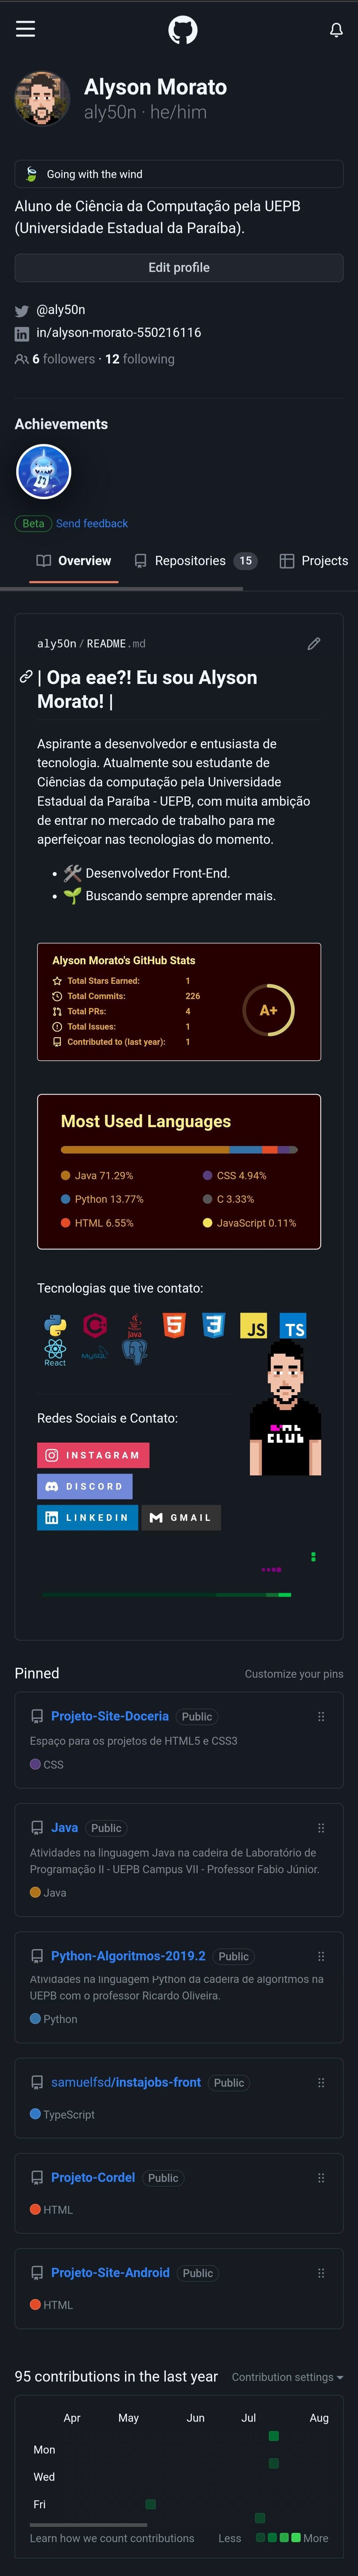 Alyson Morato
aly50n · he/him
🍃 Going with the wind
Aluno de Ciência da Computação pela UEPB
(Universidade Estadual da Paraíba).
Edit profile
@aly50n
in/alyson-morato-550216116
6 followers · 12 following
Achievements
Beta Send feedback
Overview Repositories 15 Projects
aly50n/README.md
| Opa eae?! Eu sou Alyson
Morato! |
Aspirante a desenvolvedor e entusiasta de
tecnologia. Atualmente sou estudante de
Ciências da computação pela Universidade
Estadual da Paraíba - UEPB, com muita ambição
de entrar no mercado de trabalho para me
aperfeiçoar nas tecnologias do momento.
• 🛠️ Desenvolvedor Front-End.
• 🌱 Buscando sempre aprender mais.
Alyson Morato's GitHub Stats
Total Stars Earned: 1
Total Commits: 226
Total PRs: 4
Total Issues: 1
Contributed to (last year): 1
A+
Most Used Languages
Java 71.29% CSS 4.94%
Python 13.77% C 3.33%
HTML 6.55% JavaScript 0.11%
Tecnologias que tive contato:
Java 5 3 JS TS
React MySQL
Redes Sociais e Contato:
CLUB
INSTAGRAM
DISCORD
LINKEDIN GMAIL
Pinned Customize your pins
Projeto-Site-Doceria Public
Espaço para os projetos de HTML5 e CSS3
CSS
Java Public
Atividades na linguagem Java na cadeira de Laboratório de
Programação II - UEPB Campus VII - Professor Fabio Júnior.
Java
Python-Algoritmos-2019.2 Public
Atividades na linguagem Python da cadeira de algoritmos na
UEPB com o professor Ricardo Oliveira.
Python
samuelfsd/instajobs-front Public
TypeScript
Projeto-Cordel Public
HTML
Projeto-Site-Android Public
HTML
95 contributions in the last year Contribution settings
Apr May Jun Jul Aug
Mon
Wed
Fri
Learn how we count contributions Less More